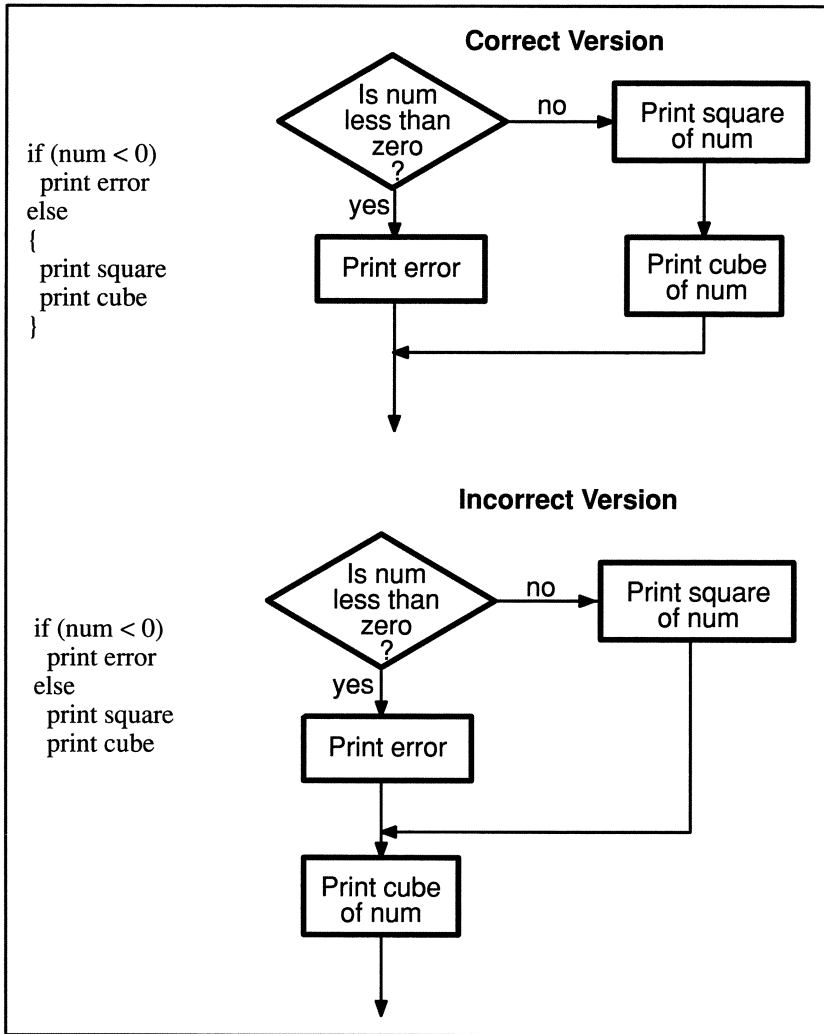 Correct Version
if (num < 0)
print error
else
{
print square
print cube
}
Is num
less than
zero
?
no
Print square
of num
yes
Print error
Print cube
of num
Incorrect Version
if (num < 0)
print error
else
print square
print cube
Is num
less than
zero
?
no
Print square
of num
yes
Print error
Print cube
of num